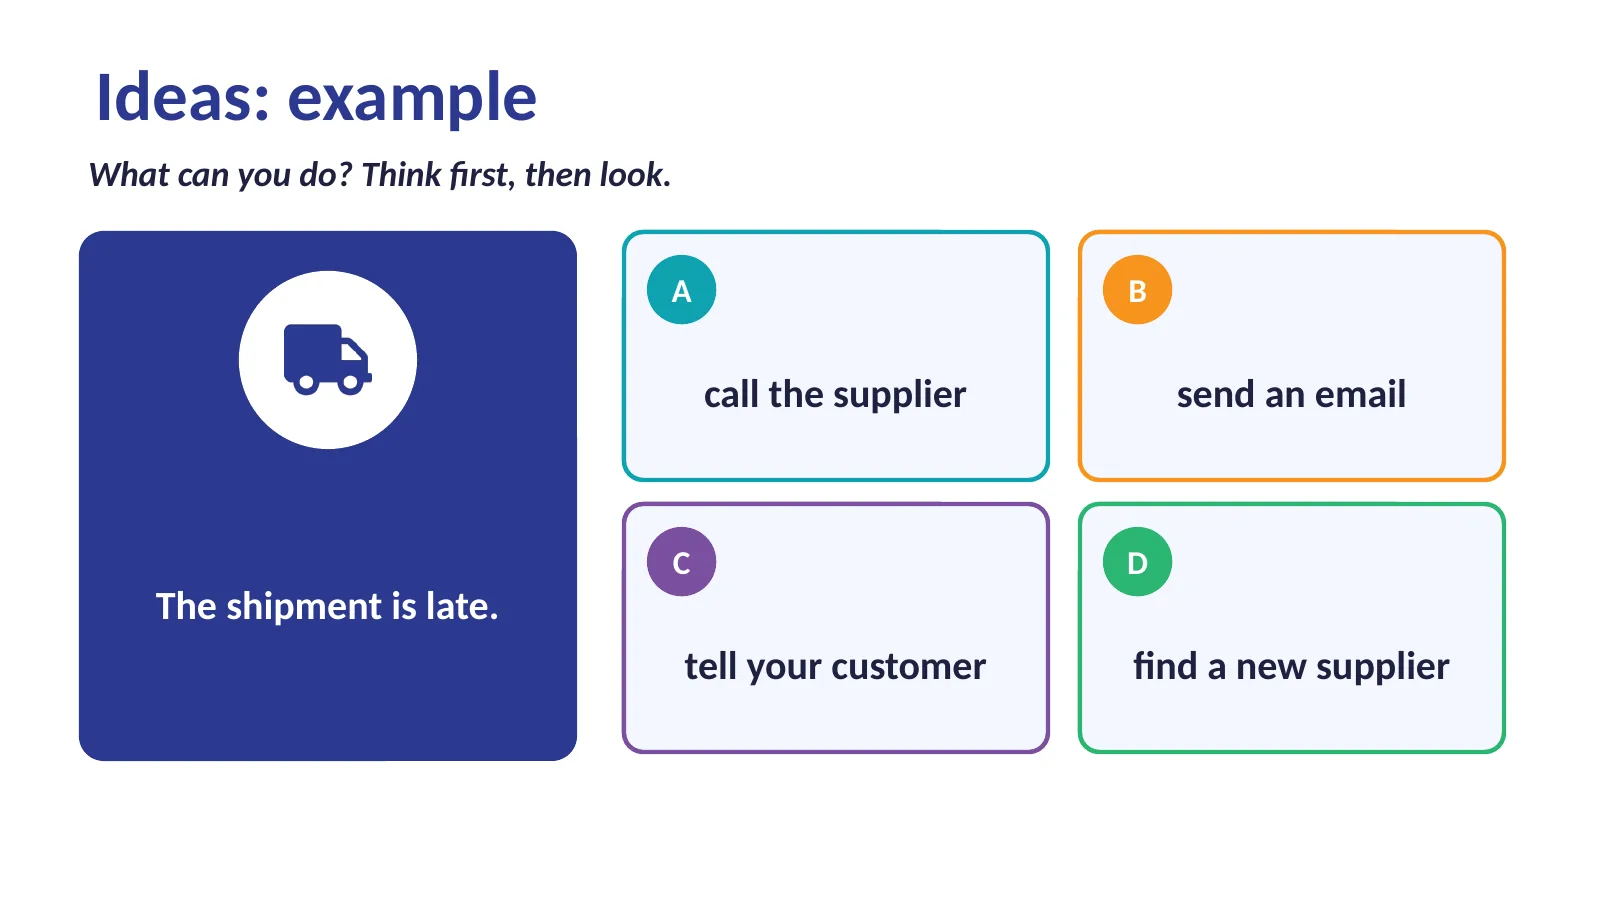 Ideas: example
What can you do? Think first, then look.
The shipment is late.
A
call the supplier
B
send an email
C
tell your customer
D
find a new supplier